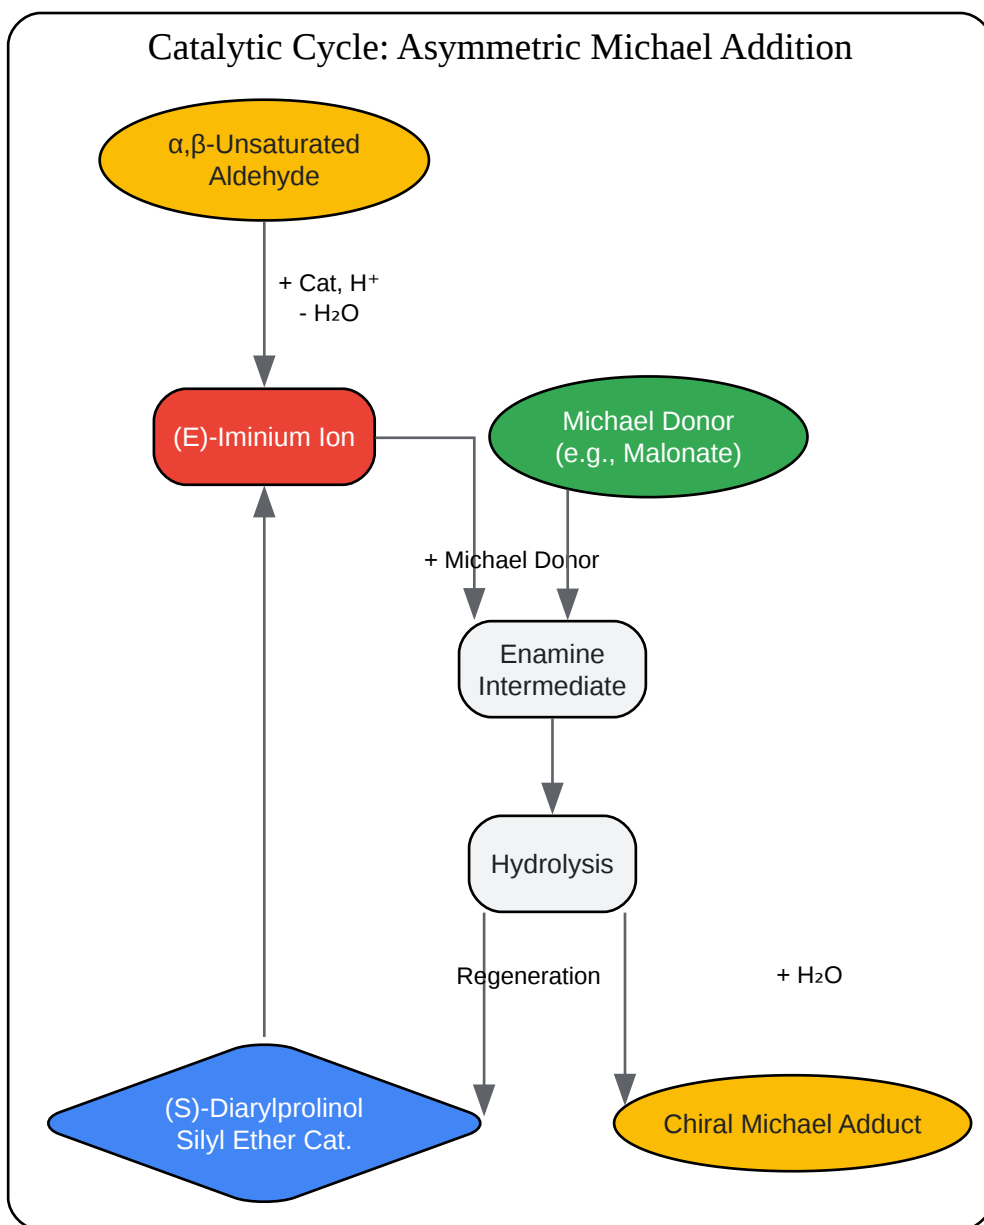 Catalytic Cycle: Asymmetric Michael Addition
α,β-Unsaturated
Aldehyde
+ Cat, H⁺
- H₂O
(E)-Iminium Ion
Michael Donor
(e.g., Malonate)
+ Michael Donor
Enamine
Intermediate
Hydrolysis
Regeneration
+ H₂O
(S)-Diarylprolinol
Silyl Ether Cat.
Chiral Michael Adduct